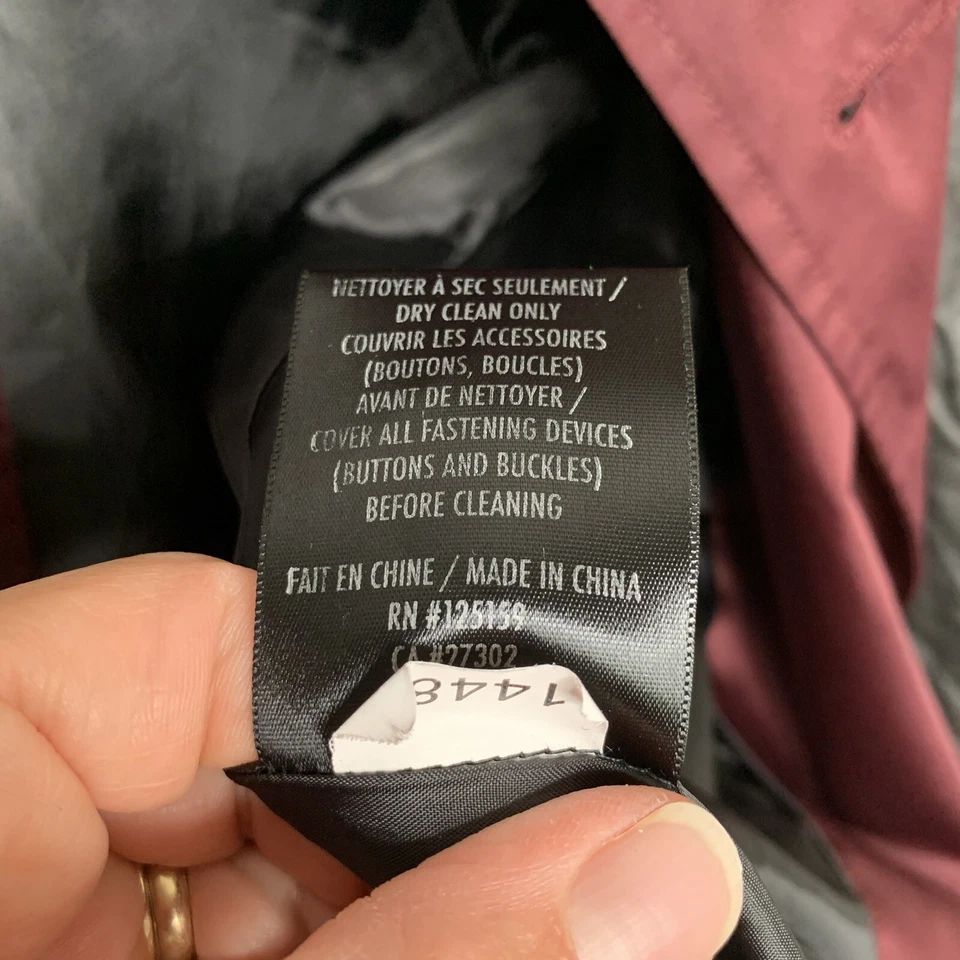 NETTOYER À SEC SEULEMENT /
DRY CLEAN ONLY
COUVRIR LES ACCESSOIRES
(BOUTONS, BOUCLES)
AVANT DE NETTOYER /
COVER ALL FASTENING DEVICES
(BUTTONS AND BUCKLES)
BEFORE CLEANING
FAIT EN CHINE / MADE IN CHINA
RN #125159
CA #27302
1448